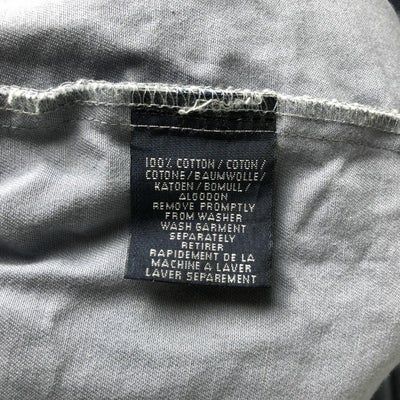 100% COTTON / COTON /
COTONE / BAUMWOLLE /
KATOEN / BOMULL /
ALGODON
REMOVE PROMPTLY
FROM WASHER
WASH GARMENT
SEPARATELY
RETIRER
RAPIDEMENT DE LA
MACHINE A LAVER
LAVER SEPAREMENT